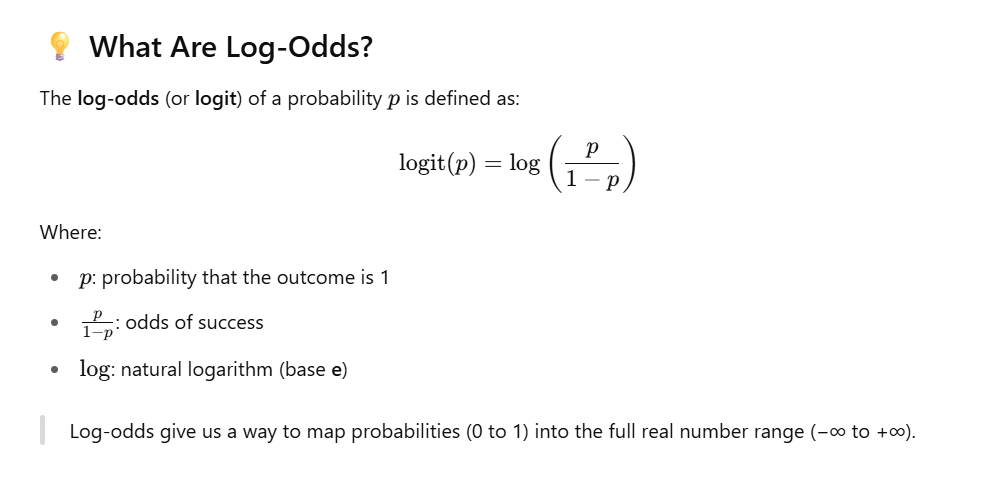 💡 What Are Log-Odds?
The log-odds (or logit) of a probability p is defined as:
logit(p) = log(p / (1 − p))
Where:
• p: probability that the outcome is 1
• p/(1−p): odds of success
• log: natural logarithm (base e)
Log-odds give us a way to map probabilities (0 to 1) into the full real number range (−∞ to +∞).